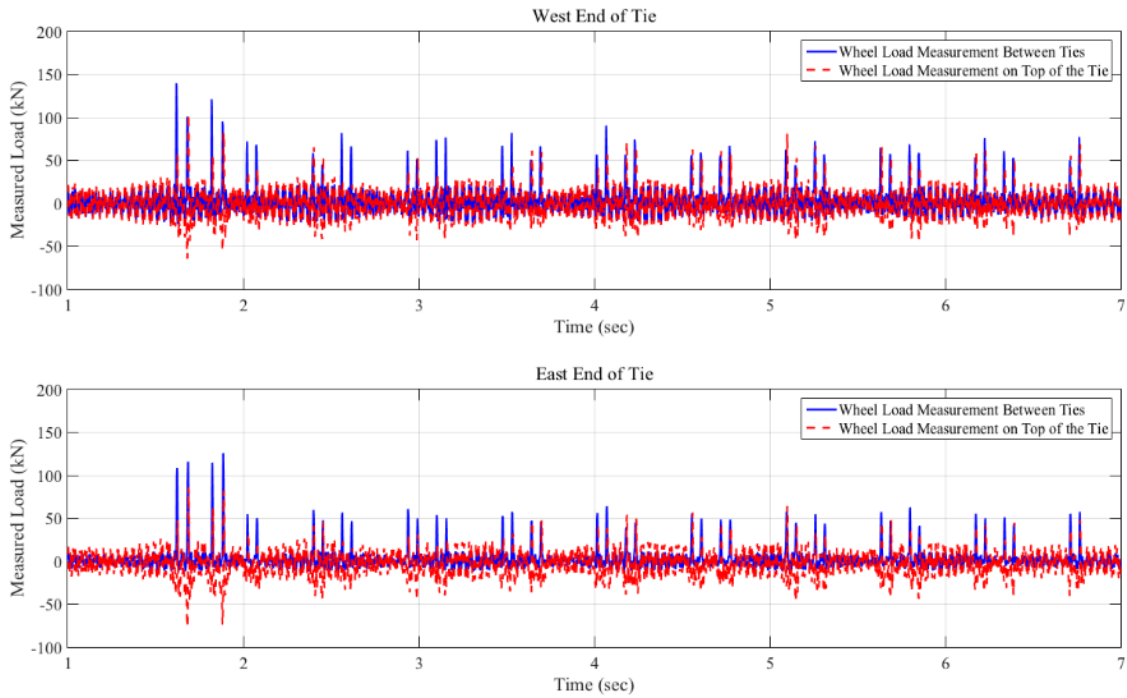 West End of Tie
200
150
100
50
0
-50
-100
Measured Load (kN)
Wheel Load Measurement Between Ties
Wheel Load Measurement on Top of the Tie
1 2 3 4 5 6 7
Time (sec)
East End of Tie
200
150
100
50
0
-50
-100
Measured Load (kN)
Wheel Load Measurement Between Ties
Wheel Load Measurement on Top of the Tie
1 2 3 4 5 6 7
Time (sec)